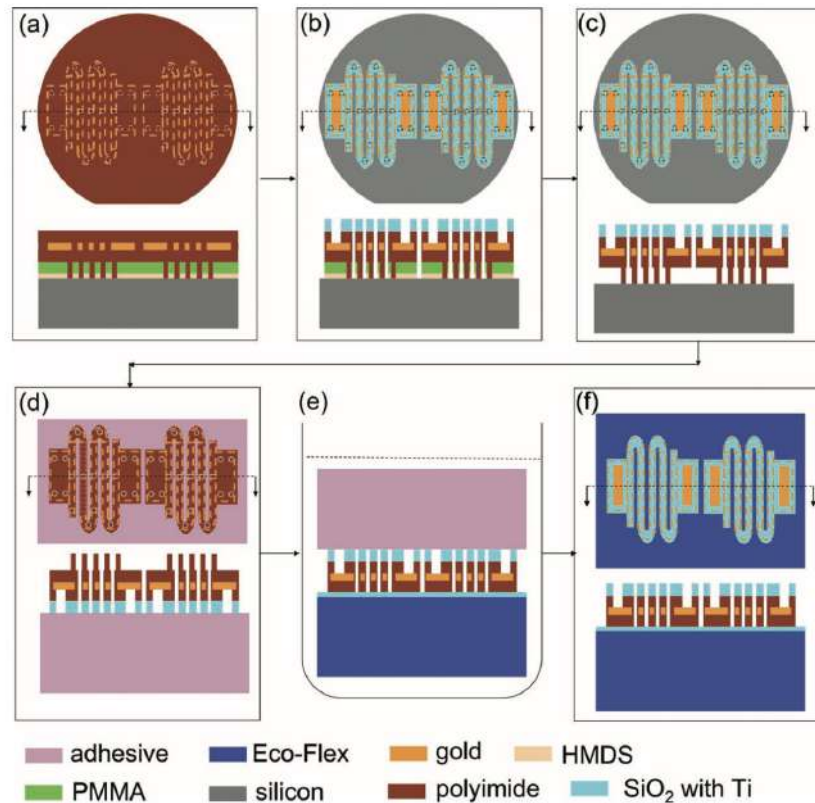 (a)
(b)
(c)
(d)
(e)
(f)
adhesive Eco-Flex gold HMDS
PMMA silicon polyimide SiO₂ with Ti